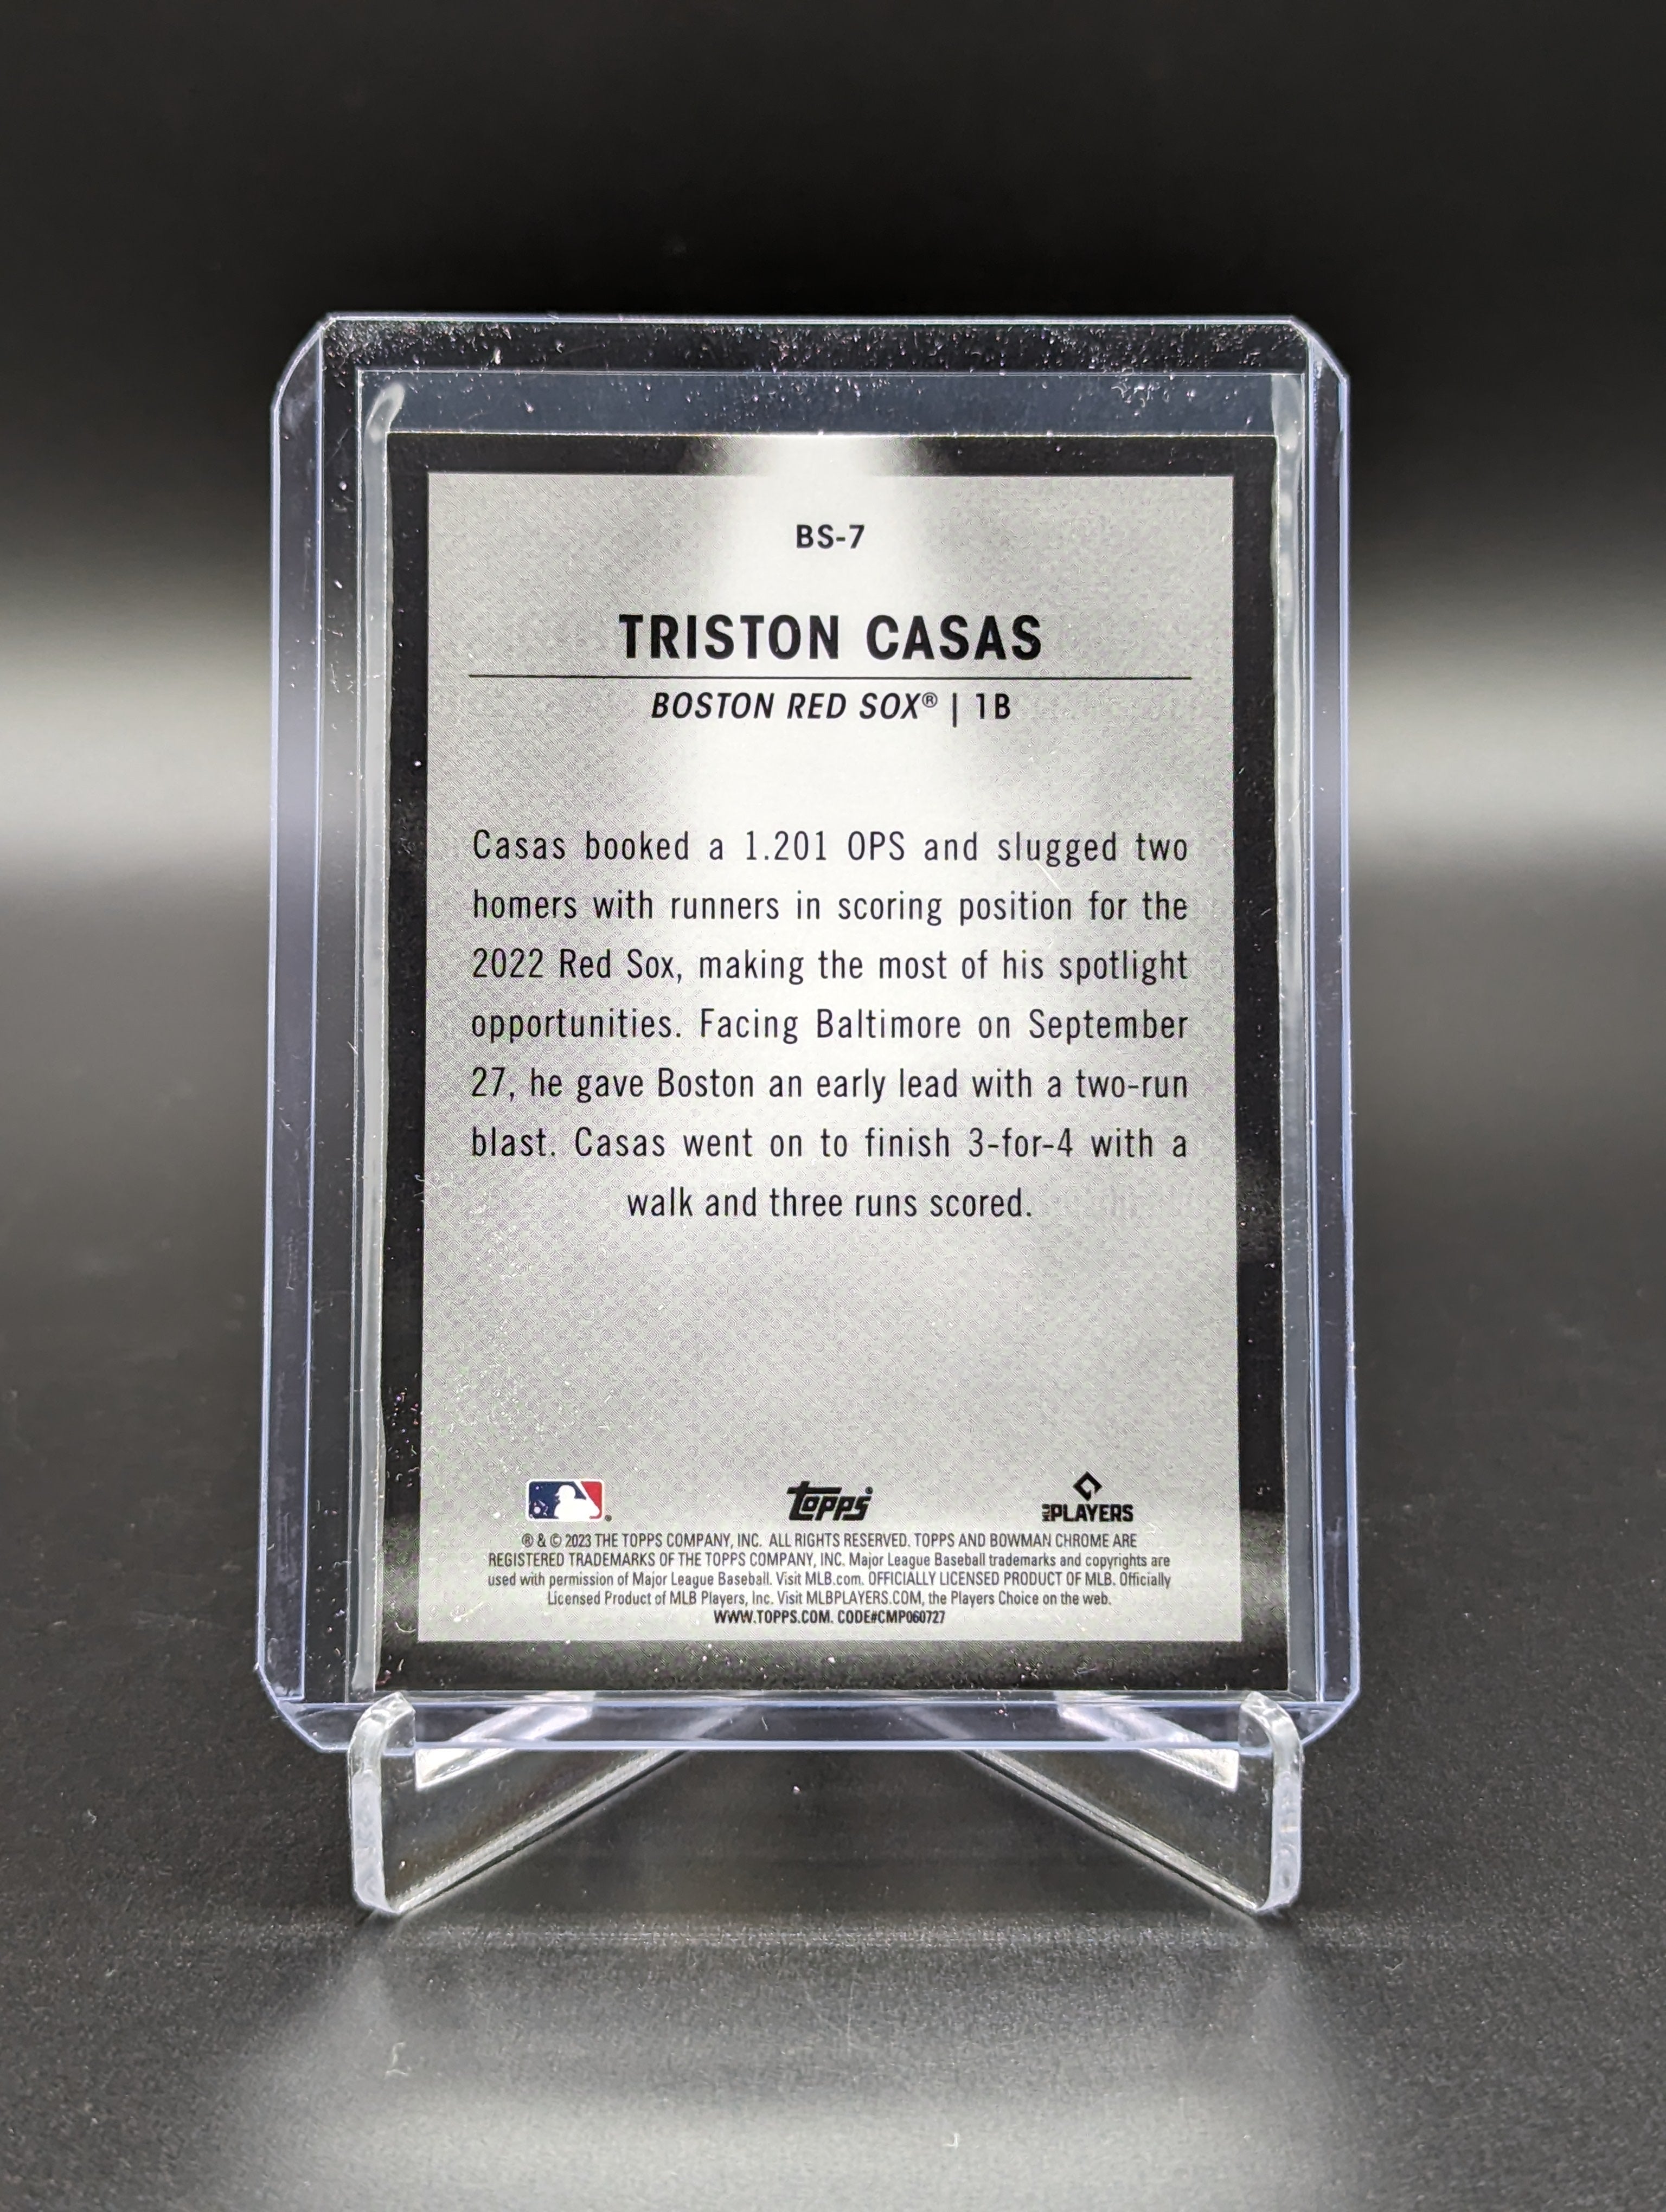 BS-7
TRISTON CASAS
BOSTON RED SOX® | 1B
Casas booked a 1.201 OPS and slugged two
homers with runners in scoring position for the
2022 Red Sox, making the most of his spotlight
opportunities. Facing Baltimore on September
27, he gave Boston an early lead with a two-run
blast. Casas went on to finish 3-for-4 with a
walk and three runs scored.
topps® MLB PLAYERS
® & © 2023 THE TOPPS COMPANY, INC. ALL RIGHTS RESERVED. TOPPS AND BOWMAN CHROME ARE
REGISTERED TRADEMARKS OF THE TOPPS COMPANY, INC. Major League Baseball trademarks and copyrights are
used with permission of Major League Baseball. Visit MLB.com. OFFICIALLY LICENSED PRODUCT OF MLB. Officially
Licensed Product of MLB Players, Inc. Visit MLBPLAYERS.COM, the Players Choice on the web.
WWW.TOPPS.COM. CODE#CMP060727